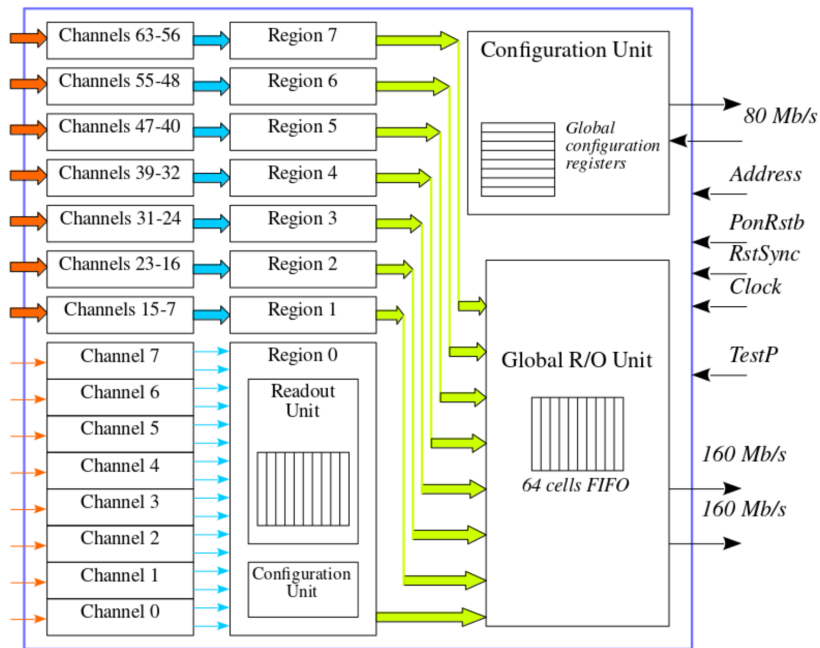 Channels 63-56
Region 7
Channels 55-48
Region 6
Channels 47-40
Region 5
Channels 39-32
Region 4
Channels 31-24
Region 3
Channels 23-16
Region 2
Channels 15-7
Region 1
Channel 7
Channel 6
Channel 5
Channel 4
Channel 3
Channel 2
Channel 1
Channel 0
Region 0
Readout
Unit
Configuration
Unit
Configuration Unit
Global
configuration
registers
Global R/O Unit
64 cells FIFO
80 Mb/s
Address
PonRstb
RstSync
Clock
TestP
160 Mb/s
160 Mb/s